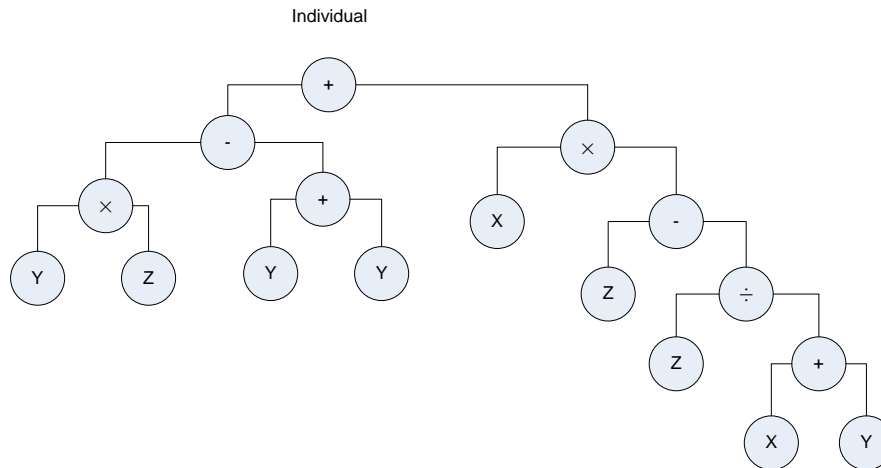 Individual
+
-
×
×
+
X
-
Y
Z
Y
Y
Z
÷
Z
+
X
Y